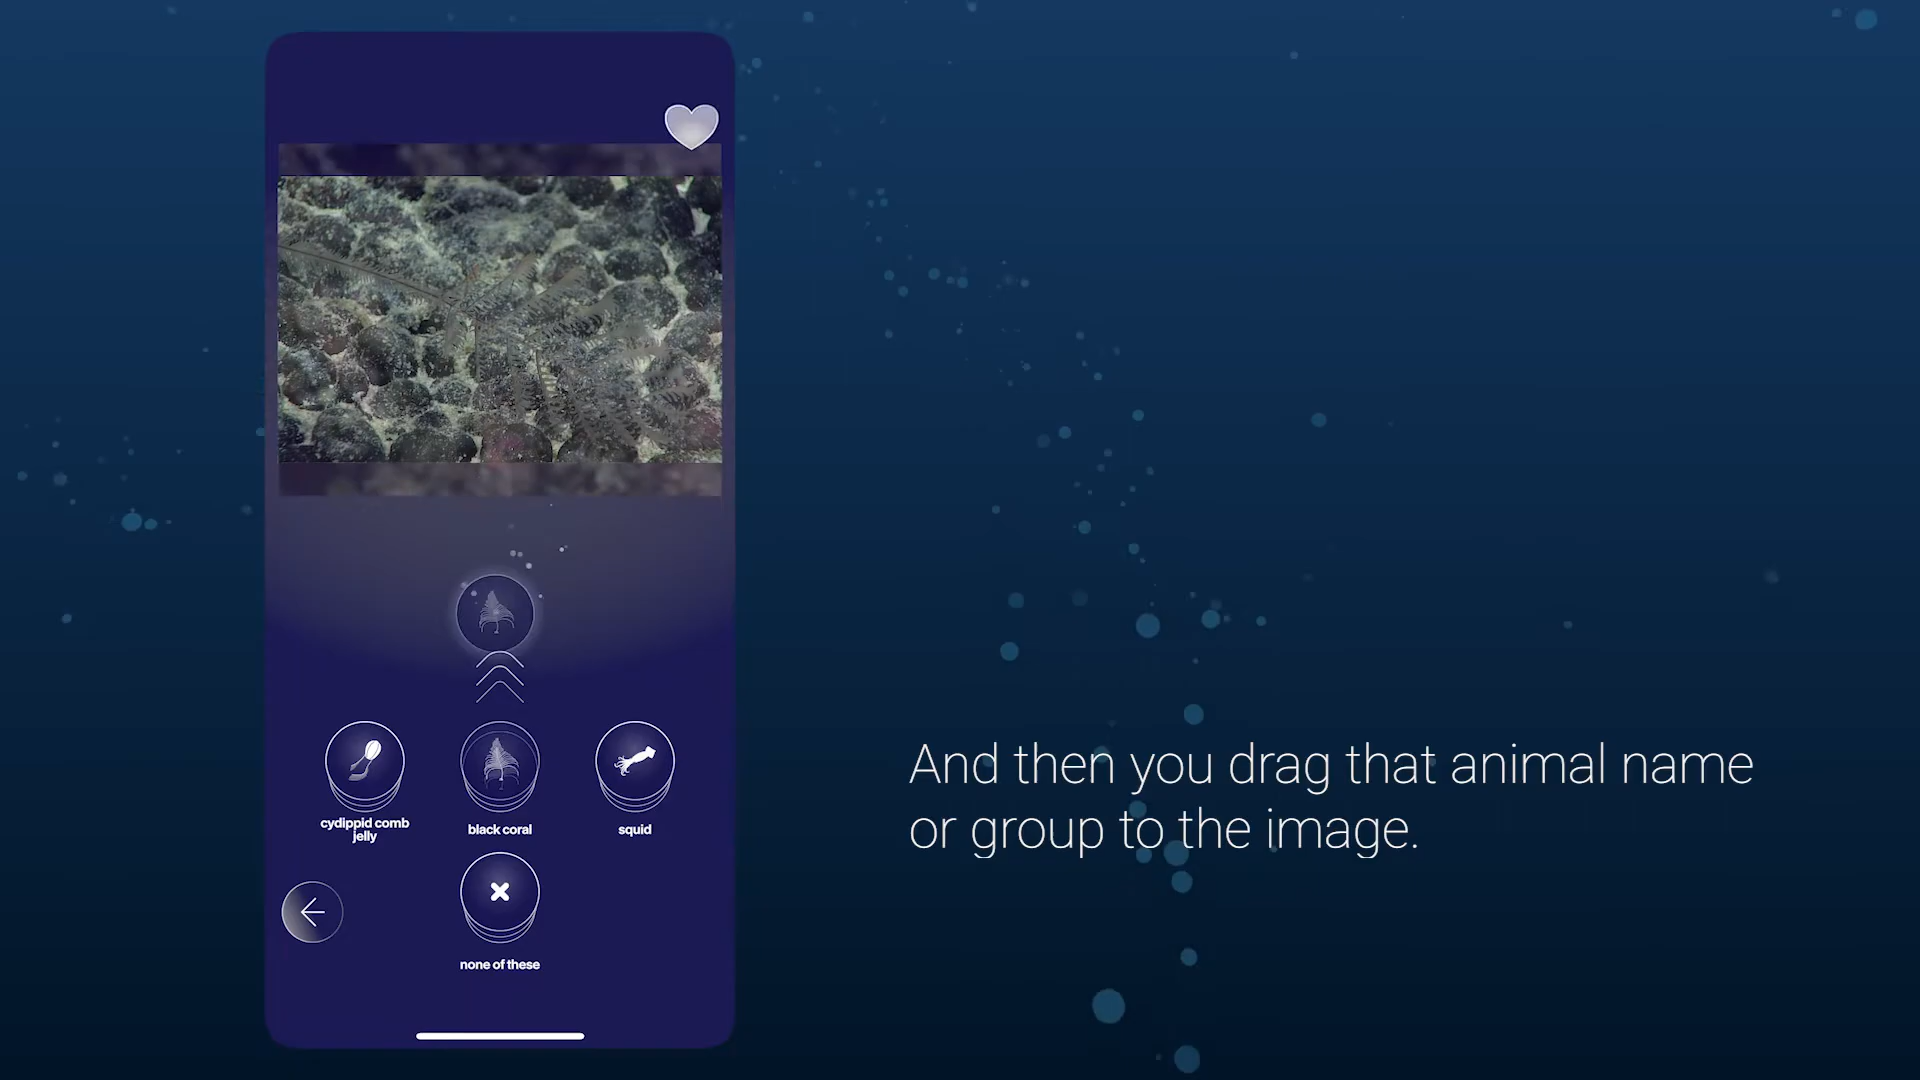 cydippid comb
jelly
black coral
squid
none of these
And then you drag that animal name
or group to the image.